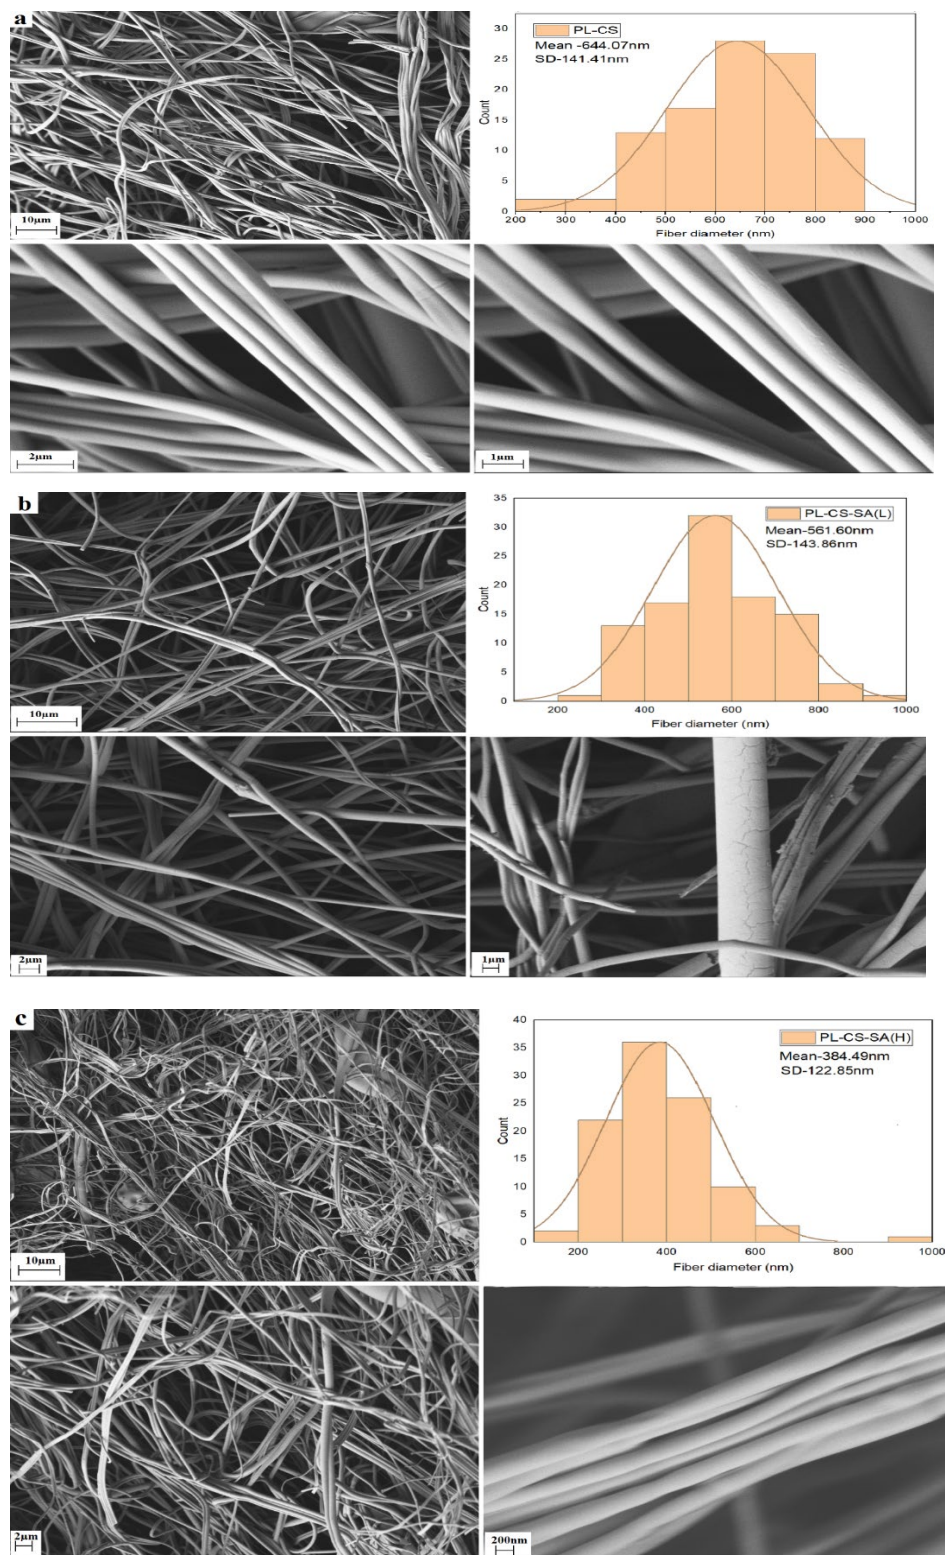 a
10µm
PL-CS
Mean -644.07nm
SD-141.41nm
30
25
20
15
10
5
0
Count
200 300 400 500 600 700 800 900 1000
Fiber diameter (nm)
2µm
1µm
b
10µm
PL-CS-SA(L)
Mean-561.60nm
SD-143.86nm
35
30
25
20
15
10
5
0
Count
200 400 600 800 1000
Fiber diameter (nm)
2µm
1µm
c
10µm
PL-CS-SA(H)
Mean-384.49nm
SD-122.85nm
40
35
30
25
20
15
10
5
0
Count
200 400 600 800 1000
Fiber diameter (nm)
2µm
200nm